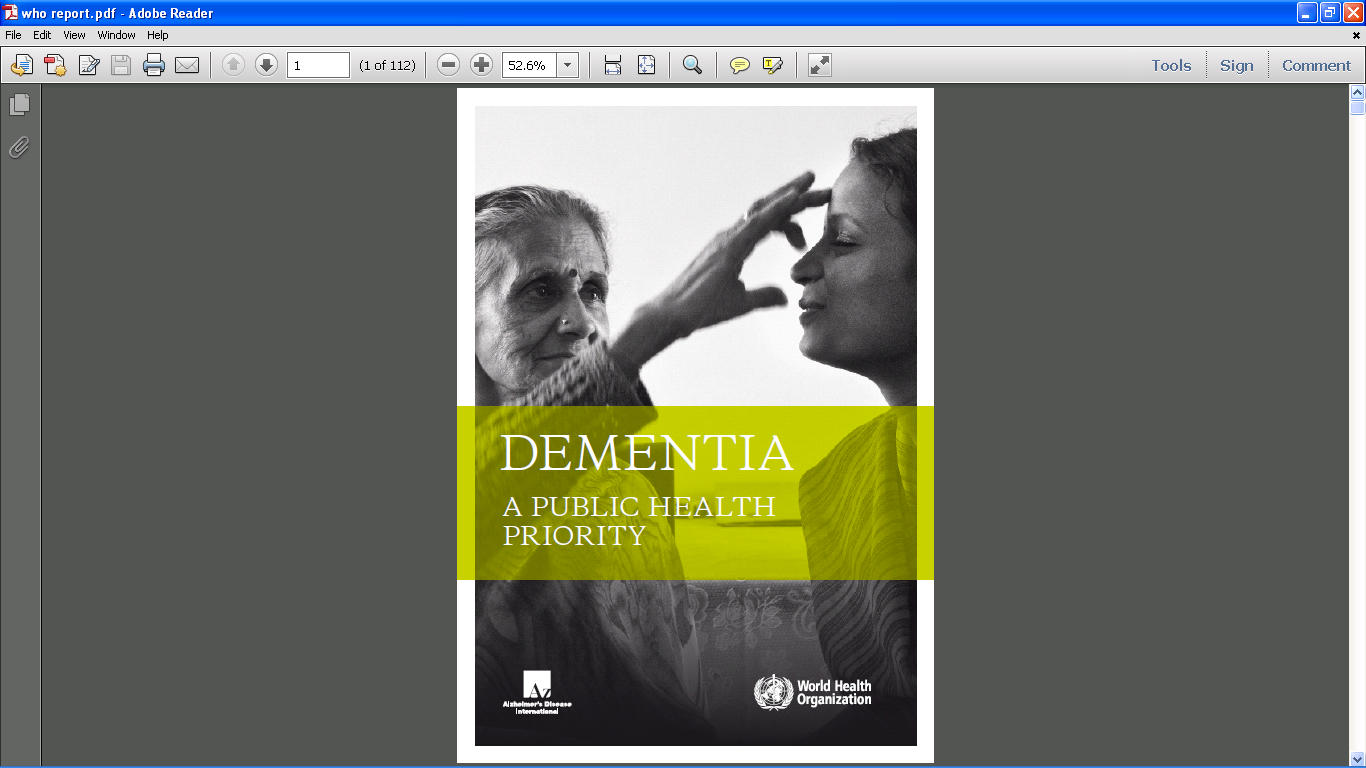 who report.pdf - Adobe Reader
File Edit View Window Help
1 (1 of 112) 52.6% Tools Sign Comment
DEMENTIA
A PUBLIC HEALTH
PRIORITY
Az
Alzheimer's Disease
International
World Health
Organization